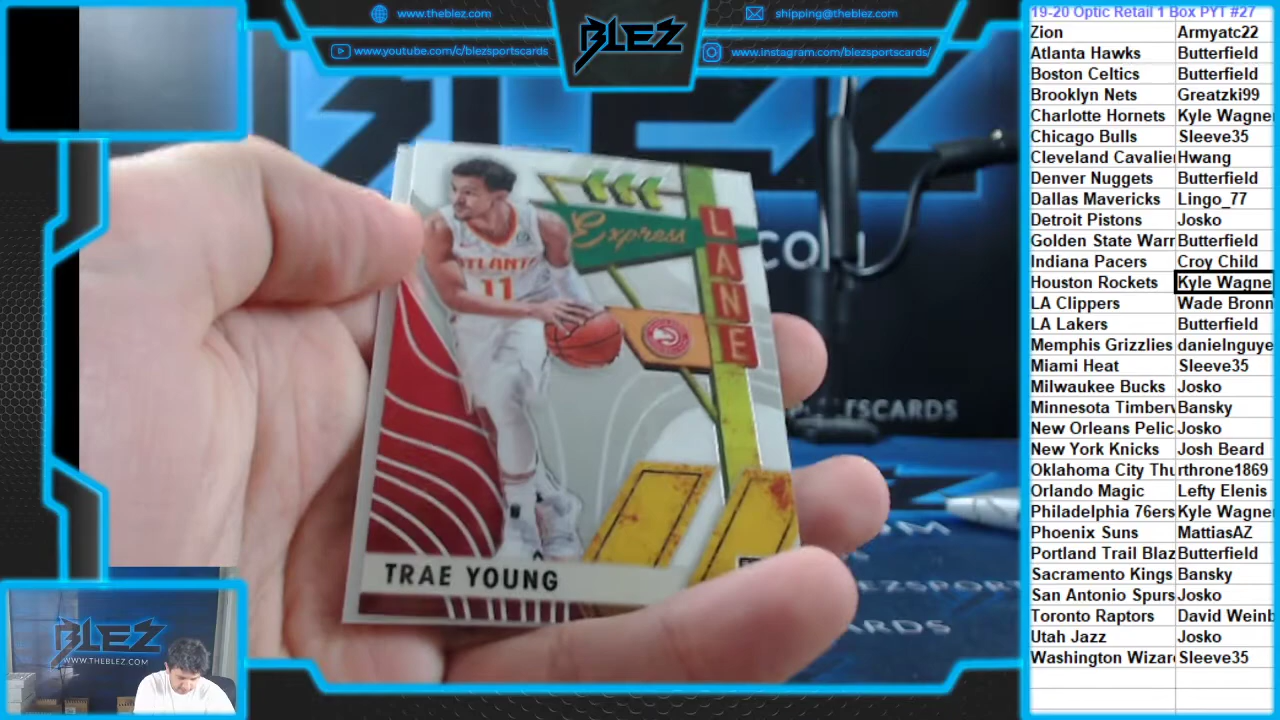 www.theblez.com
www.youtube.com/c/blezsportscards
BLEZ
shipping@theblez.com
www.instagram.com/blezsportscards/
Express
LANE
ATLANTA
11
TRAE YOUNG
BLEZ
WWW.THEBLEZ.COM
19-20 Optic Retail 1 Box PYT #27
Zion Armyatc22
Atlanta Hawks Butterfield
Boston Celtics Butterfield
Brooklyn Nets Greatzki99
Charlotte Hornets Kyle Wagne
Chicago Bulls Sleeve35
Cleveland Cavalie Hwang
Denver Nuggets Butterfield
Dallas Mavericks Lingo_77
Detroit Pistons Josko
Golden State Warr Butterfield
Indiana Pacers Croy Child
Houston Rockets Kyle Wagne
LA Clippers Wade Bronn
LA Lakers Butterfield
Memphis Grizzlies danielnguye
Miami Heat Sleeve35
Milwaukee Bucks Josko
Minnesota Timberv Bansky
New Orleans Pelic Josko
New York Knicks Josh Beard
Oklahoma City Thu rthrone1869
Orlando Magic Lefty Elenis
Philadelphia 76ers Kyle Wagne
Phoenix Suns MattiasAZ
Portland Trail Blaz Butterfield
Sacramento Kings Bansky
San Antonio Spurs Josko
Toronto Raptors David Weinb
Utah Jazz Josko
Washington Wizar Sleeve35